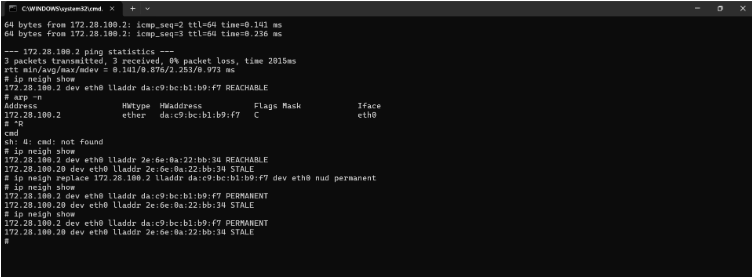 C:\WINDOWS\system32\cmd.
64 bytes from 172.28.100.2: icmp_seq=2 ttl=64 time=0.141 ms
64 bytes from 172.28.100.2: icmp_seq=3 ttl=64 time=0.236 ms
--- 172.28.100.2 ping statistics ---
3 packets transmitted, 3 received, 0% packet loss, time 2015ms
rtt min/avg/max/mdev = 0.141/0.876/2.253/0.973 ms
# ip neigh show
172.28.100.2 dev eth0 lladdr da:c9:bc:b1:b9:f7 REACHABLE
# arp -n
Address HWtype HWaddress Flags Mask Iface
172.28.100.2 ether da:c9:bc:b1:b9:f7 C eth0
# ^R
cmd
sh: 4: cmd: not found
# ip neigh show
172.28.100.2 dev eth0 lladdr 2e:6e:0a:22:bb:34 REACHABLE
172.28.100.20 dev eth0 lladdr 2e:6e:0a:22:bb:34 STALE
# ip neigh replace 172.28.100.2 lladdr da:c9:bc:b1:b9:f7 dev eth0 nud permanent
# ip neigh show
172.28.100.2 dev eth0 lladdr da:c9:bc:b1:b9:f7 PERMANENT
172.28.100.20 dev eth0 lladdr 2e:6e:0a:22:bb:34 STALE
# ip neigh show
172.28.100.2 dev eth0 lladdr da:c9:bc:b1:b9:f7 PERMANENT
172.28.100.20 dev eth0 lladdr 2e:6e:0a:22:bb:34 STALE
#